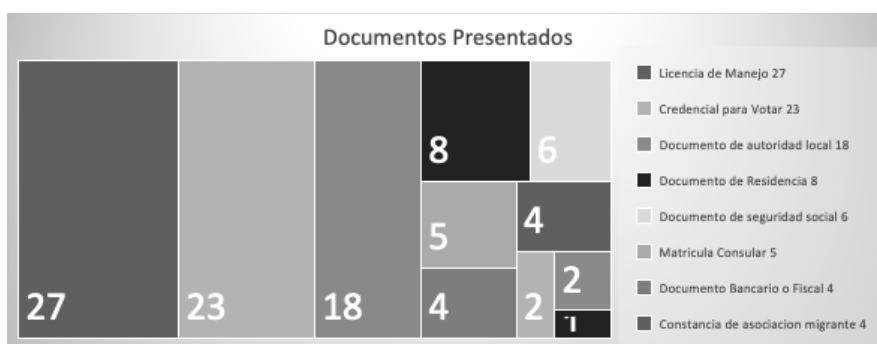 Documentos Presentados
27
23
18
8
6
5
4
4
2
2
1
Licencia de Manejo 27
Credencial para Votar 23
Documento de autoridad local 18
Documento de Residencia 8
Documento de seguridad social 6
Matricula Consular 5
Documento Bancario o Fiscal 4
Constancia de asociacion migrante 4